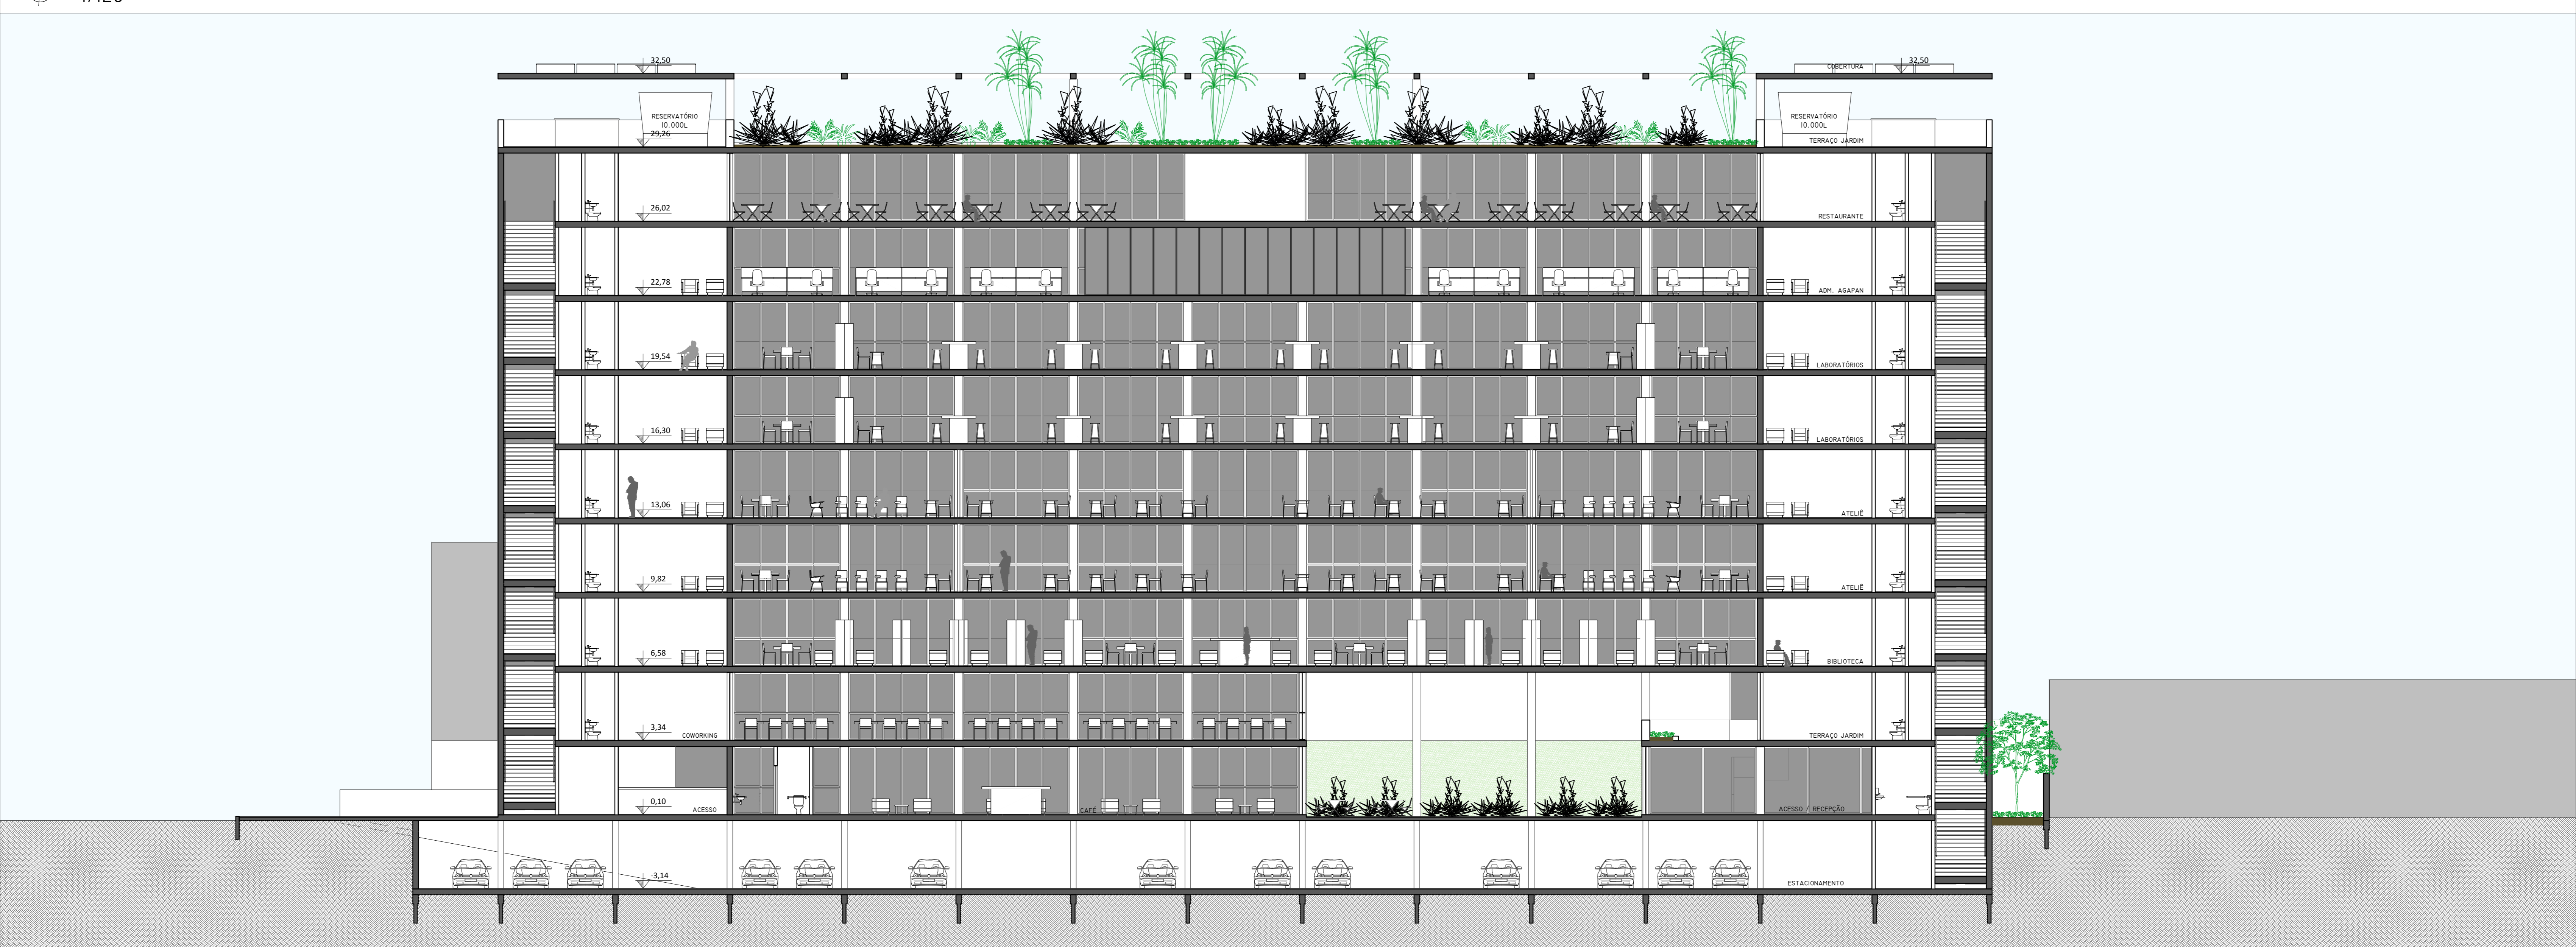 32,50
COBERTURA
32,50
RESERVATÓRIO
10.000L
29,26
RESERVATÓRIO
10.000L
TERRAÇO JARDIM
26,02
RESTAURANTE
22,78
ADM. AGAPAN
19,54
LABORATÓRIOS
16,30
LABORATÓRIOS
13,06
ATELIÊ
9,82
ATELIÊ
6,58
BIBLIOTECA
3,34
COWORKING
TERRAÇO JARDIM
0,10
ACESSO
CAFÉ
ACESSO / RECEPÇÃO
-3,14
ESTACIONAMENTO